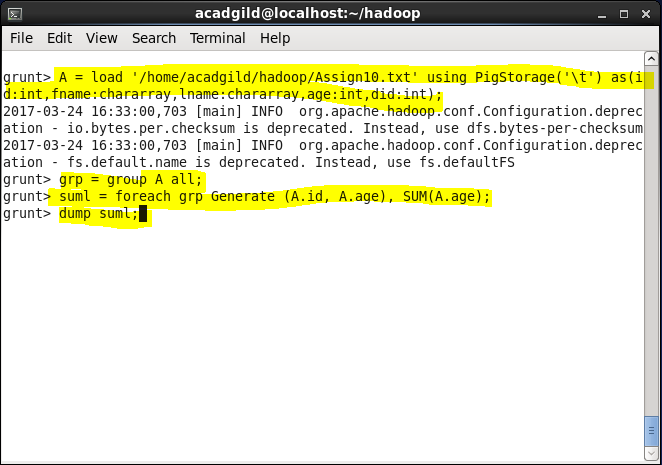 acadgild@localhost:~/hadoop
File Edit View Search Terminal Help
grunt> A = load '/home/acadgild/hadoop/Assign10.txt' using PigStorage('\t') as(i
d:int,fname:chararray,lname:chararray,age:int,did:int);
2017-03-24 16:33:00,703 [main] INFO  org.apache.hadoop.conf.Configuration.deprec
ation - io.bytes.per.checksum is deprecated. Instead, use dfs.bytes-per-checksum
2017-03-24 16:33:00,703 [main] INFO  org.apache.hadoop.conf.Configuration.deprec
ation - fs.default.name is deprecated. Instead, use fs.defaultFS
grunt> grp = group A all;
grunt> suml = foreach grp Generate (A.id, A.age), SUM(A.age);
grunt> dump suml;